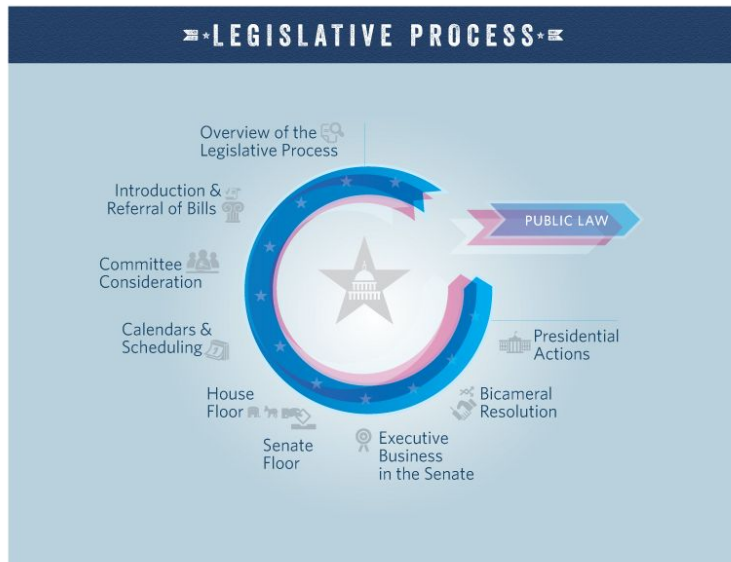 LEGISLATIVE PROCESS
Overview of the
Legislative Process
Introduction &
Referral of Bills
Committee
Consideration
Calendars &
Scheduling
House
Floor
Senate
Floor
Executive
Business
in the Senate
Bicameral
Resolution
Presidential
Actions
PUBLIC LAW